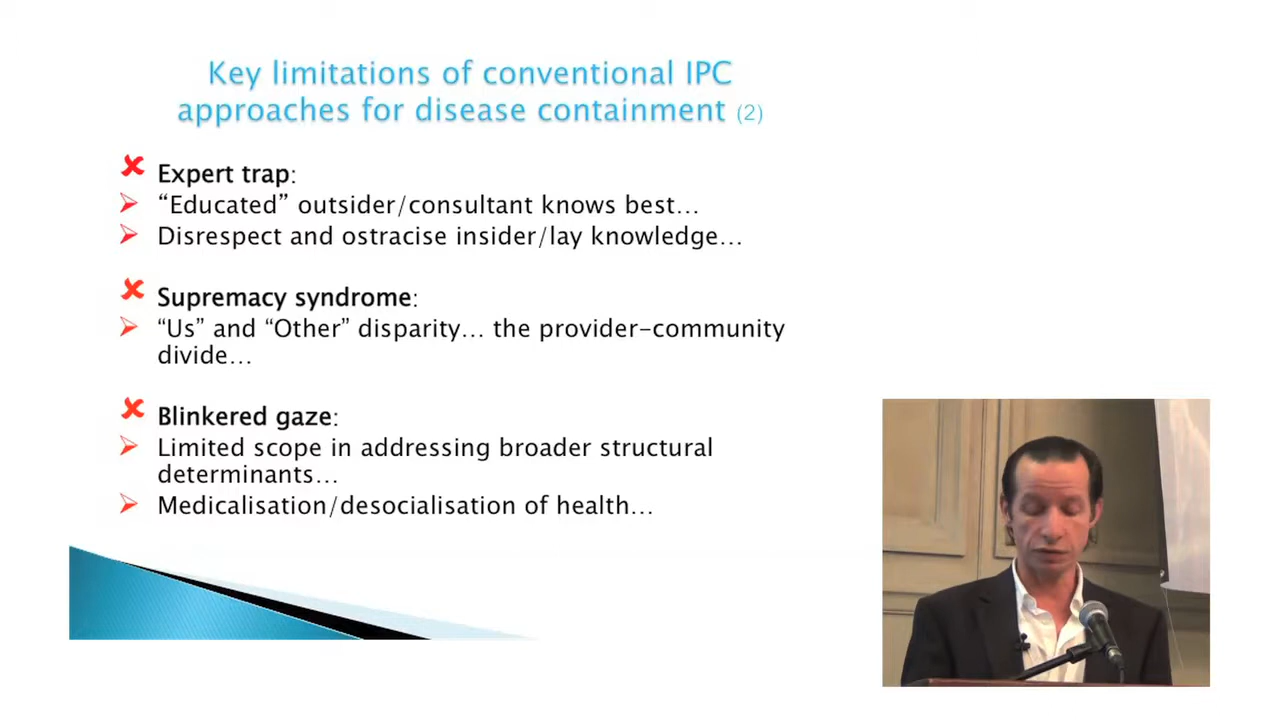 Key limitations of conventional IPC
approaches for disease containment (2)
Expert trap:
“Educated” outsider/consultant knows best…
Disrespect and ostracise insider/lay knowledge…
Supremacy syndrome:
“Us” and “Other” disparity… the provider-community
divide…
Blinkered gaze:
Limited scope in addressing broader structural
determinants…
Medicalisation/desocialisation of health…